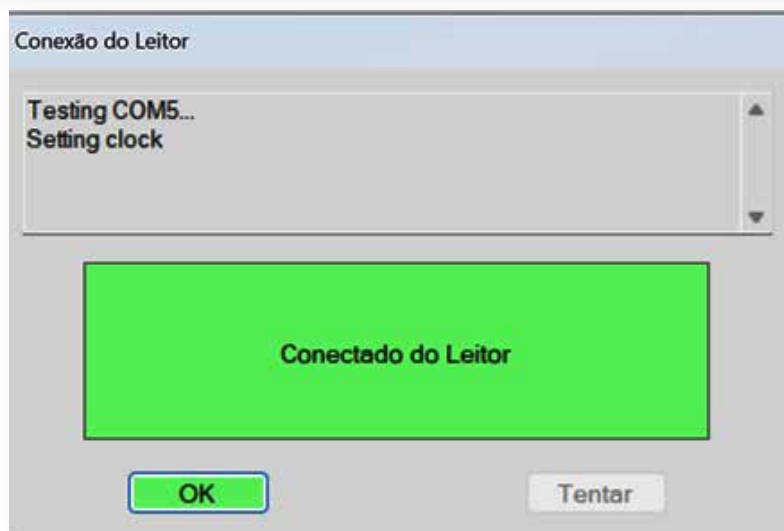 Conexão do Leitor
Testing COM5...
Setting clock
Conectado do Leitor
OK
Tentar